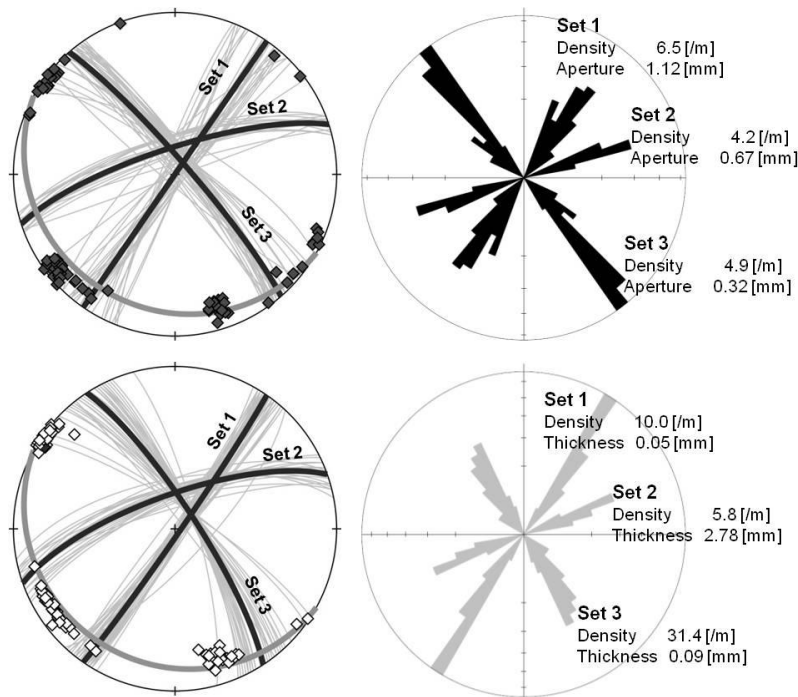 Set 1
Set 2
Set 3
Set 1
Density 6.5 [/m]
Aperture 1.12 [mm]
Set 2
Density 4.2 [/m]
Aperture 0.67 [mm]
Set 3
Density 4.9 [/m]
Aperture 0.32 [mm]
Set 1
Set 2
Set 3
Set 1
Density 10.0 [/m]
Thickness 0.05 [mm]
Set 2
Density 5.8 [/m]
Thickness 2.78 [mm]
Set 3
Density 31.4 [/m]
Thickness 0.09 [mm]